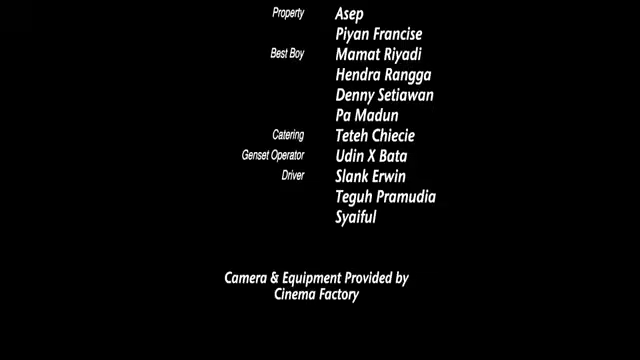 Property Asep
Piyan Francise
Best Boy Mamat Riyadi
Hendra Rangga
Denny Setiawan
Pa Madun
Catering Teteh Chiecie
Genset Operator Udin X Bata
Driver Slank Erwin
Teguh Pramudia
Syaiful
Camera & Equipment Provided by
Cinema Factory